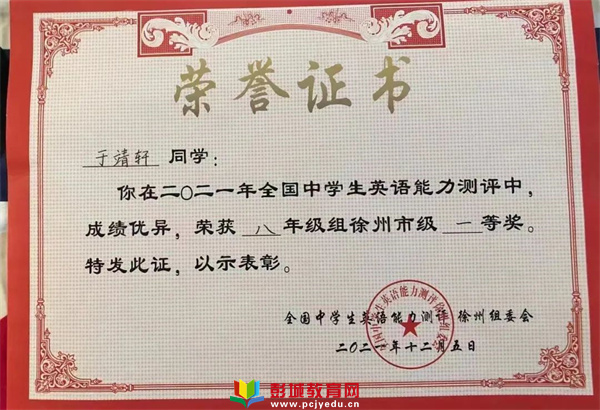 荣誉证书
于靖轩 同学:
你在二〇二一年全国中学生英语能力测评中,
成绩优异,荣获 八 年级组徐州市级 一 等奖。
特发此证,以示表彰。
全国中学生英语能力测评 徐州组委会
二〇二一年十二月五日
彭城教育网
www.pcjyedu.cn